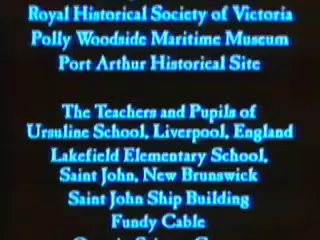 Royal Historical Society of Victoria
Polly Woodside Maritime Museum
Port Arthur Historical Site
The Teachers and Pupils of
Ursuline School, Liverpool, England
Lakefield Elementary School,
Saint John, New Brunswick
Saint John Ship Building
Fundy Cable